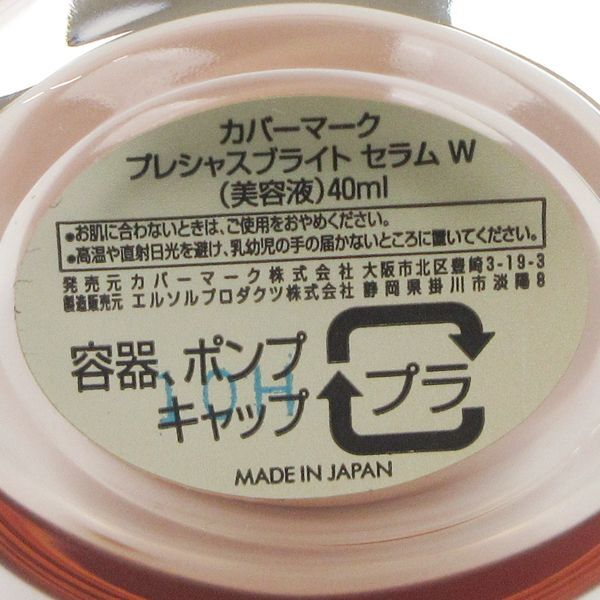 カバーマーク
プレシャスブライト セラム W
(美容液)40ml
•お肌に合わないときは、ご使用をおやめください。
•高温や直射日光を避け、乳幼児の手の届かないところに置いてください。
発売元 カバーマーク株式会社 大阪市北区豊崎3-19-3
製造販売元 エルソルプロダクツ株式会社 静岡県掛川市淡陽8
容器、ポンプ
キャップ
プラ
10H
MADE IN JAPAN